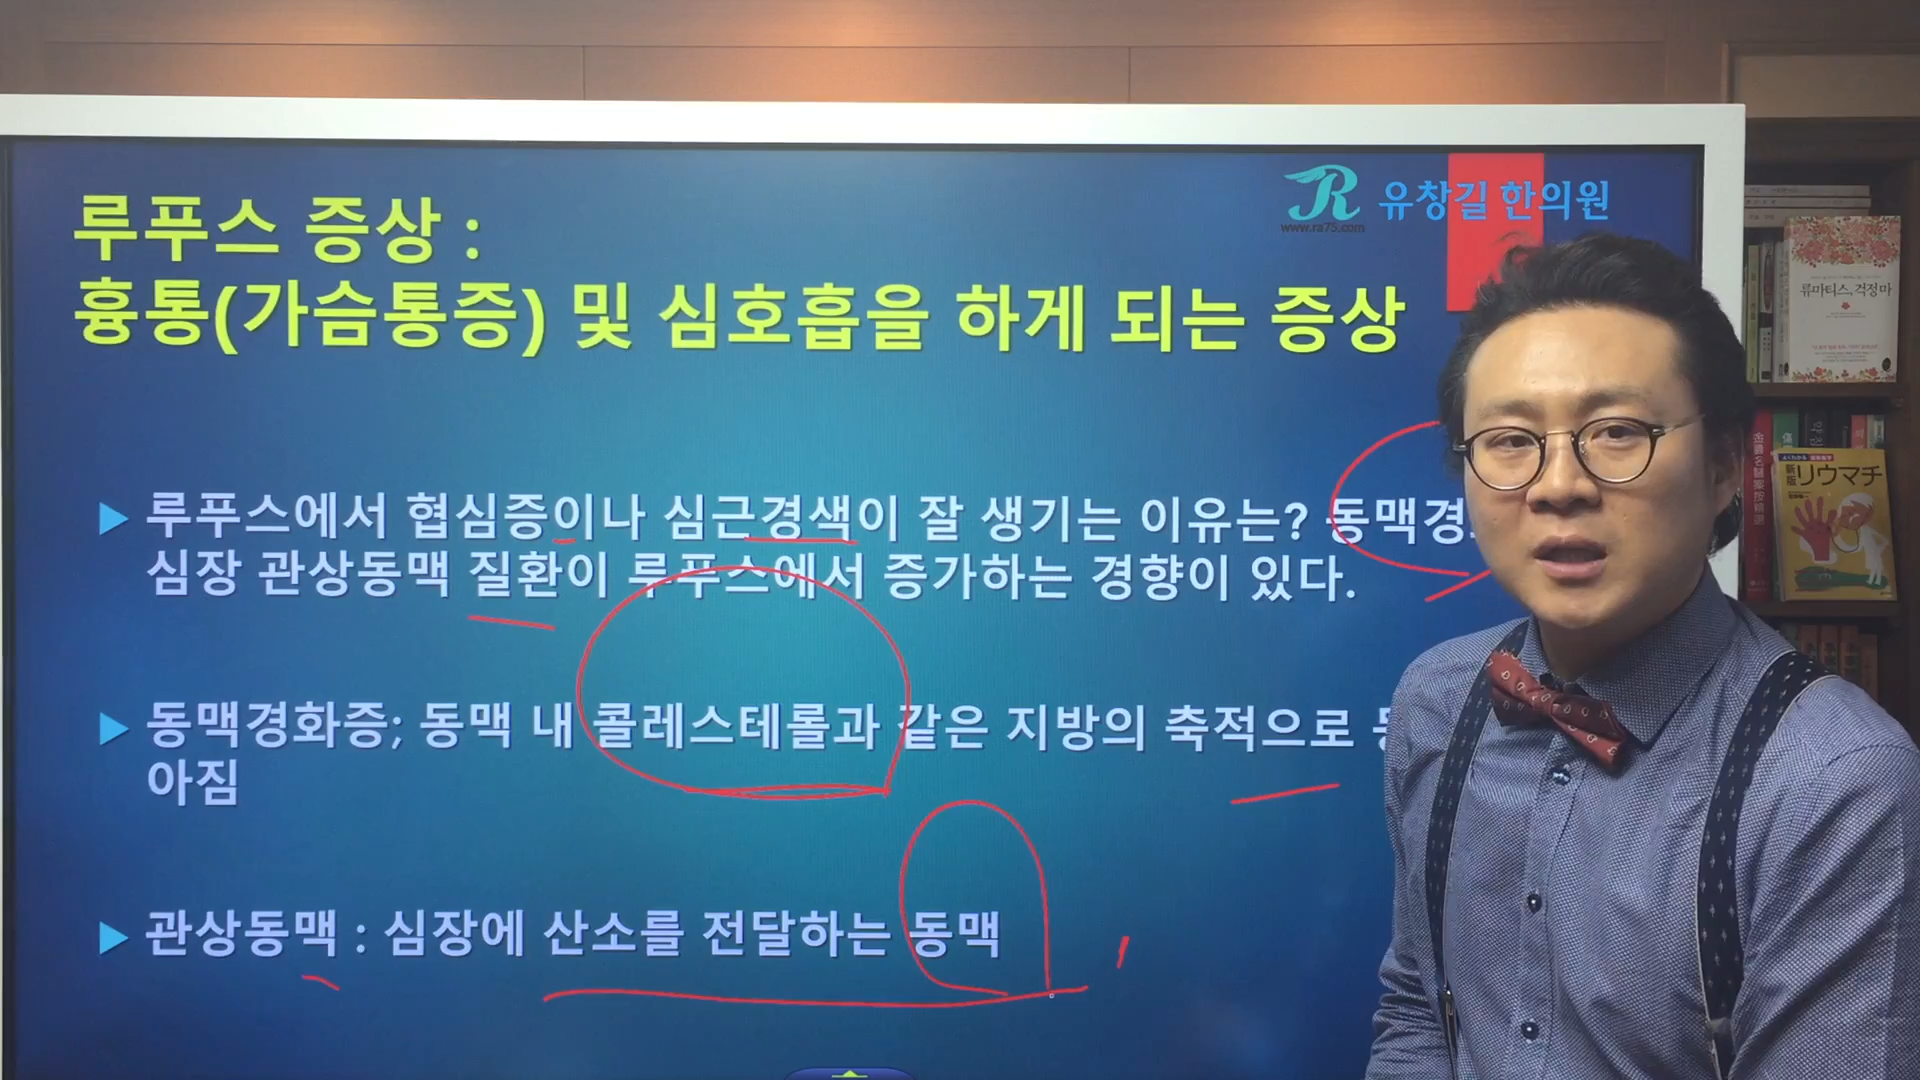 유창길 한의원
www.ra75.com
루푸스 증상 :
흉통(가슴통증) 및 심호흡을 하게 되는 증상
루푸스에서 협심증이나 심근경색이 잘 생기는 이유는? 동맥경
심장 관상동맥 질환이 루푸스에서 증가하는 경향이 있다.
동맥경화증; 동맥 내 콜레스테롤과 같은 지방의 축적으로
아짐
관상동맥 : 심장에 산소를 전달하는 동맥
류마티스, 걱정마
新版
リウマチ